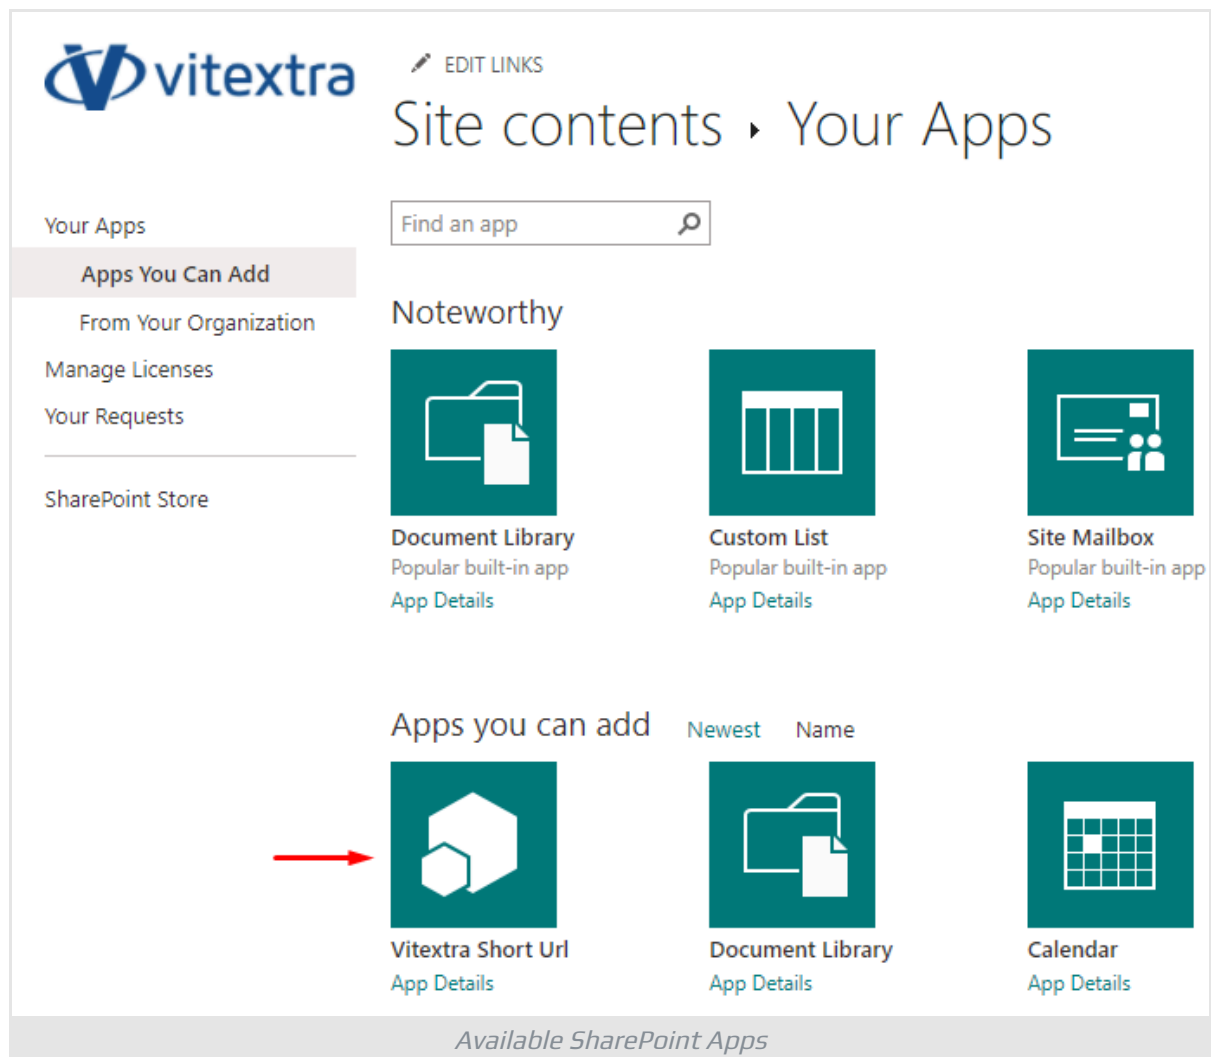 vitextra
EDIT LINKS
Site contents ▸ Your Apps
Find an app
Your Apps
Apps You Can Add
From Your Organization
Manage Licenses
Your Requests
SharePoint Store
Noteworthy
Document Library
Popular built-in app
App Details
Custom List
Popular built-in app
App Details
Site Mailbox
Popular built-in app
App Details
Apps you can add Newest Name
Vitextra Short Url
App Details
Document Library
App Details
Calendar
App Details
Available SharePoint Apps